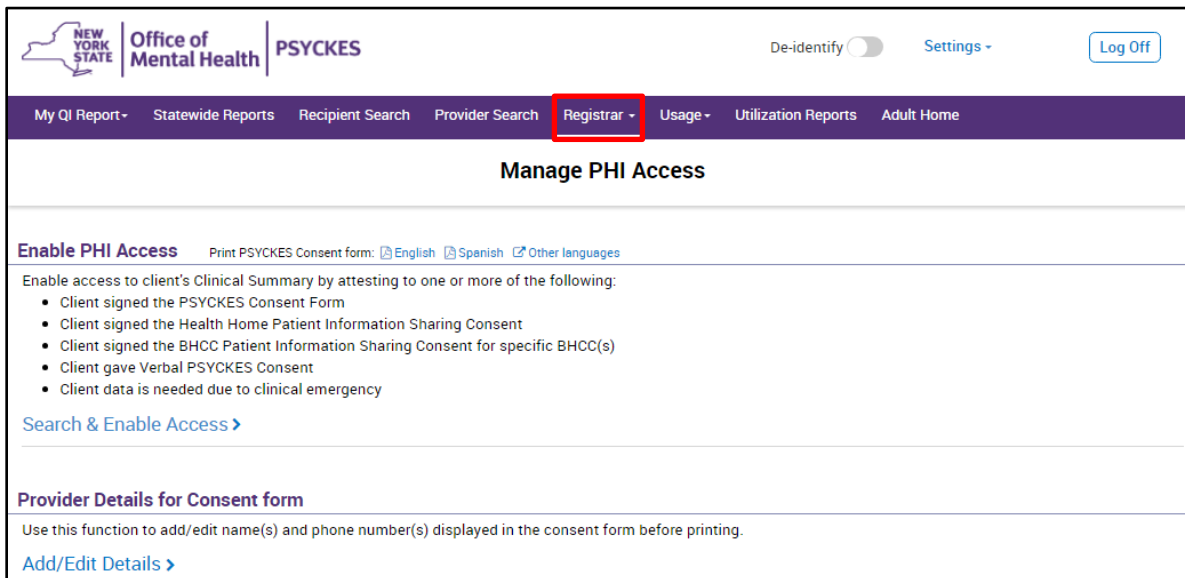 NEW YORK STATE Office of Mental Health PSYCKES De-identify Settings Log Off
My QI Report Statewide Reports Recipient Search Provider Search Registrar Usage Utilization Reports Adult Home
Manage PHI Access
Enable PHI Access Print PSYCKES Consent form: English Spanish Other languages
Enable access to client's Clinical Summary by attesting to one or more of the following:
• Client signed the PSYCKES Consent Form
• Client signed the Health Home Patient Information Sharing Consent
• Client signed the BHCC Patient Information Sharing Consent for specific BHCC(s)
• Client gave Verbal PSYCKES Consent
• Client data is needed due to clinical emergency
Search & Enable Access >
Provider Details for Consent form
Use this function to add/edit name(s) and phone number(s) displayed in the consent form before printing.
Add/Edit Details >